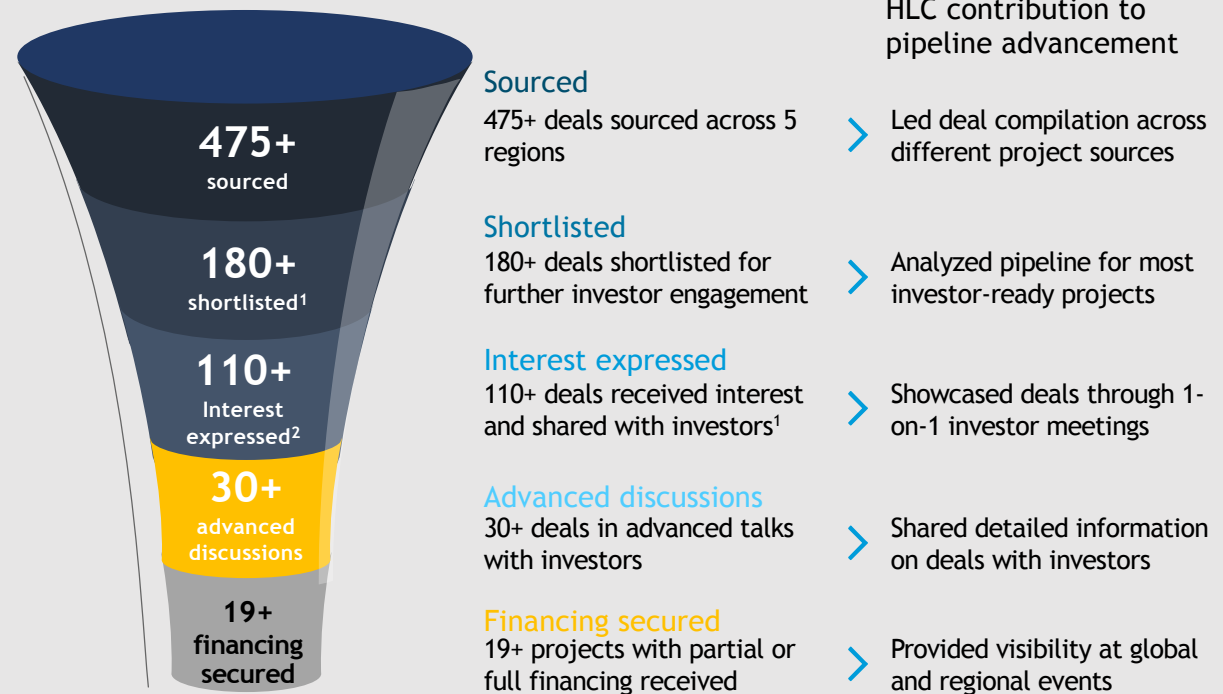 HLC contribution to
pipeline advancement
475+
sourced
180+
shortlisted¹
110+
Interest
expressed²
30+
advanced
discussions
19+
financing
secured
Sourced
475+ deals sourced across 5
regions
Led deal compilation across
different project sources
Shortlisted
180+ deals shortlisted for
further investor engagement
Analyzed pipeline for most
investor-ready projects
Interest expressed
110+ deals received interest
and shared with investors¹
Showcased deals through 1-
on-1 investor meetings
Advanced discussions
30+ deals in advanced talks
with investors
Shared detailed information
on deals with investors
Financing secured
19+ projects with partial or
full financing received
Provided visibility at global
and regional events